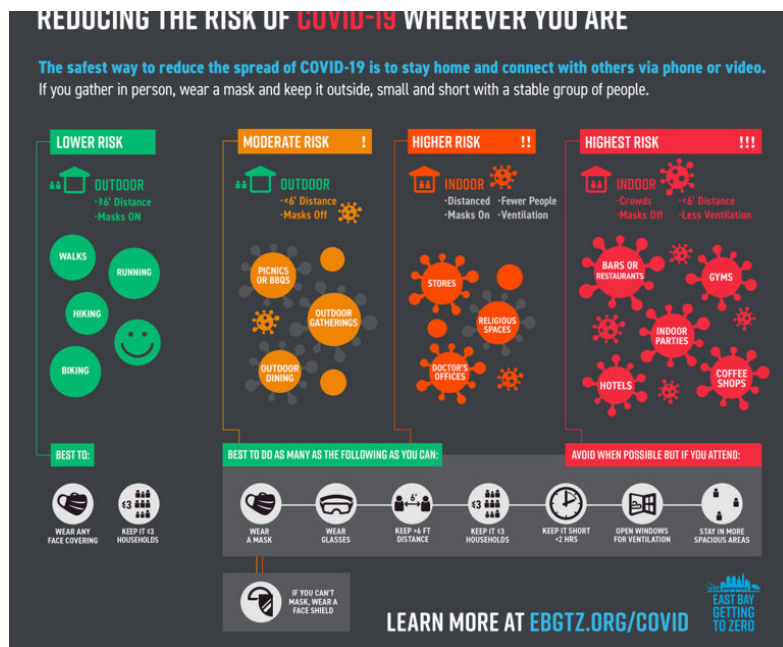 REDUCING THE RISK OF COVID-19 WHEREVER YOU ARE
The safest way to reduce the spread of COVID-19 is to stay home and connect with others via phone or video.
If you gather in person, wear a mask and keep it outside, small and short with a stable group of people.
LOWER RISK
OUTDOOR
·≥6' Distance
·Masks ON
WALKS
RUNNING
HIKING
BIKING
MODERATE RISK !
OUTDOOR
·<6' Distance
·Masks Off
PICNICS
OR BBQS
OUTDOOR
GATHERINGS
OUTDOOR
DINING
HIGHER RISK !!
INDOOR
·Distanced ·Fewer People
·Masks On ·Ventilation
STORES
RELIGIOUS
SPACES
DOCTOR'S
OFFICES
HIGHEST RISK !!!
INDOOR
·Crowds ·<6' Distance
·Masks Off ·Less Ventilation
BARS OR
RESTAURANTS
GYMS
INDOOR
PARTIES
HOTELS
COFFEE
SHOPS
BEST TO:
WEAR ANY
FACE COVERING
≤3
KEEP IT ≤3
HOUSEHOLDS
BEST TO DO AS MANY AS THE FOLLOWING AS YOU CAN:
AVOID WHEN POSSIBLE BUT IF YOU ATTEND:
WEAR
A MASK
WEAR
GLASSES
6'
KEEP >6 FT
DISTANCE
≤3
KEEP IT ≤3
HOUSEHOLDS
KEEP IT SHORT
<2 HRS
OPEN WINDOWS
FOR VENTILATION
STAY IN MORE
SPACIOUS AREAS
IF YOU CAN'T
MASK, WEAR A
FACE SHIELD
LEARN MORE AT EBGTZ.ORG/COVID
EAST BAY
GETTING
TO ZERO